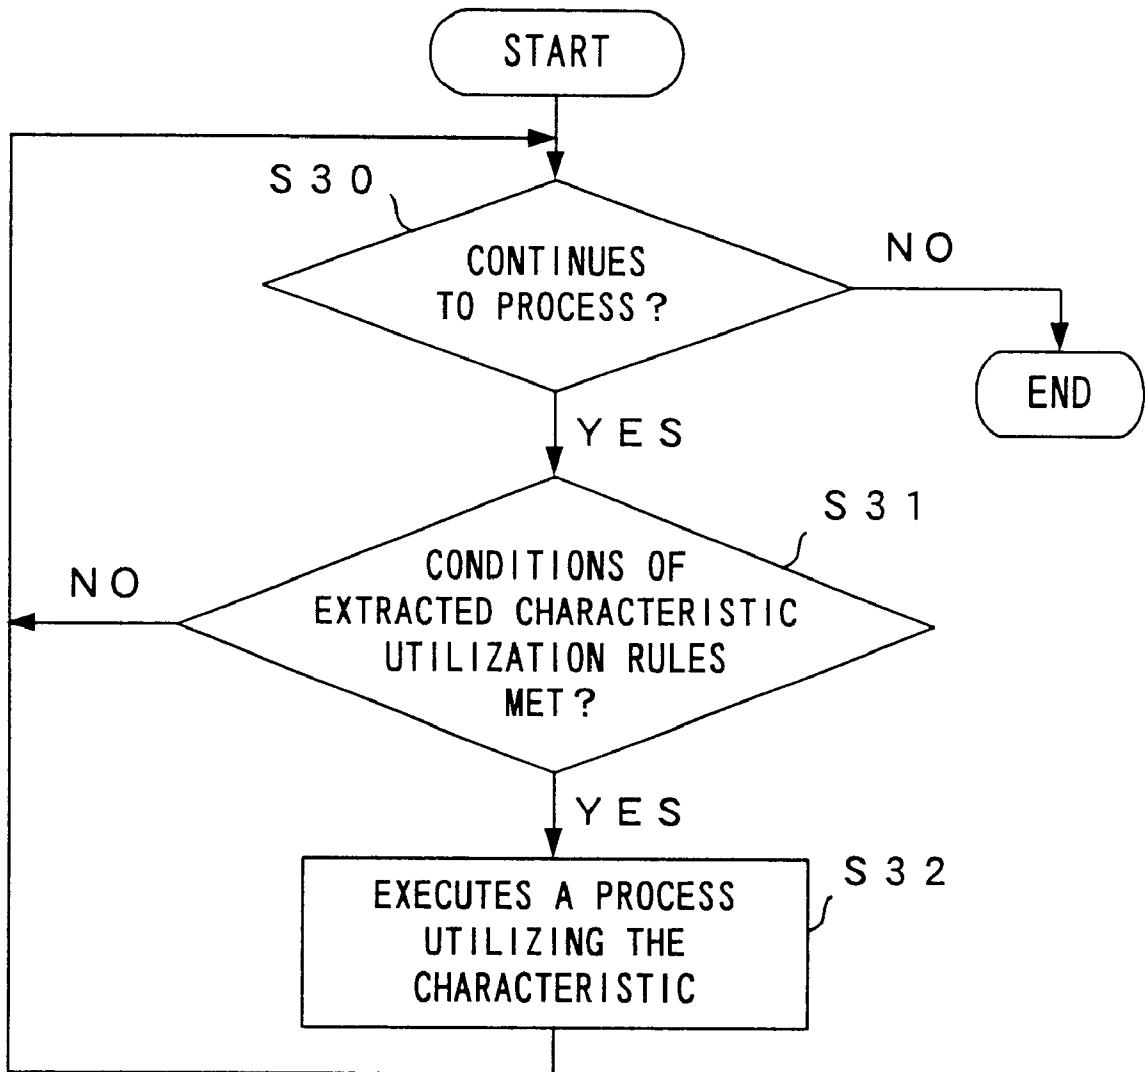 START
S30
CONTINUES
TO PROCESS?
NO
END
YES
S31
CONDITIONS OF
EXTRACTED CHARACTERISTIC
UTILIZATION RULES
MET?
NO
YES
S32
EXECUTES A PROCESS
UTILIZING THE
CHARACTERISTIC